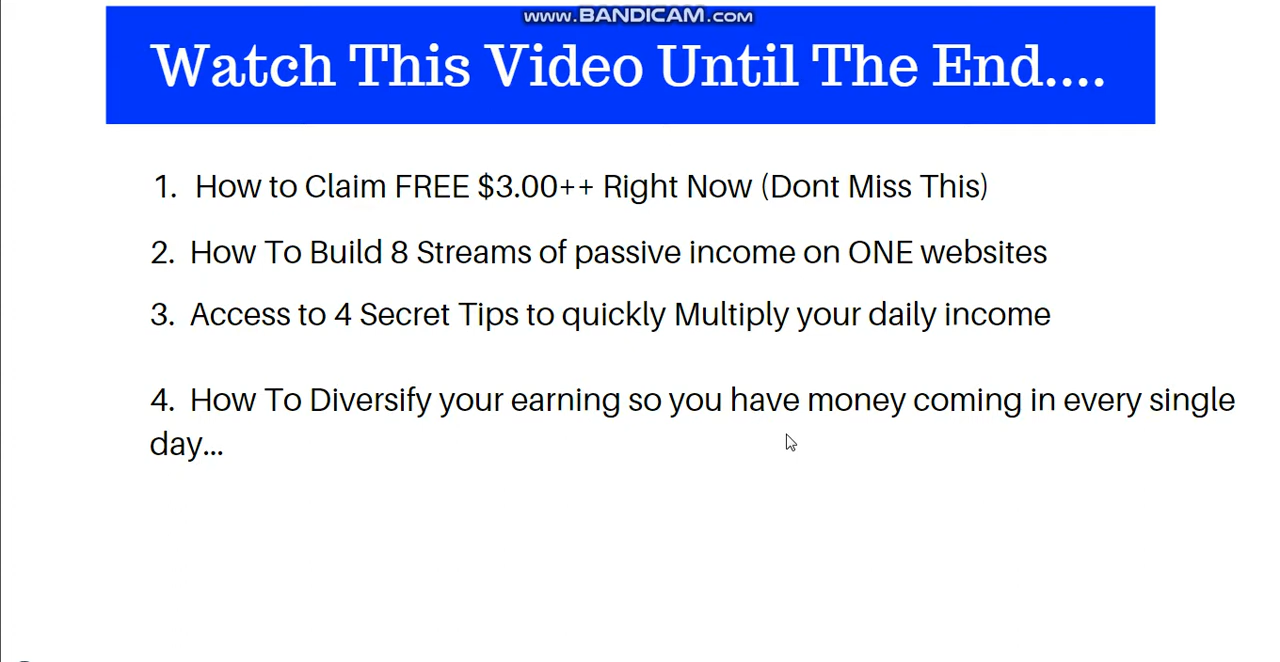 WWW.BANDICAM.COM
Watch This Video Until The End....
1. How to Claim FREE $3.00++ Right Now (Dont Miss This)
2. How To Build 8 Streams of passive income on ONE websites
3. Access to 4 Secret Tips to quickly Multiply your daily income
4. How To Diversify your earning so you have money coming in every single
day...